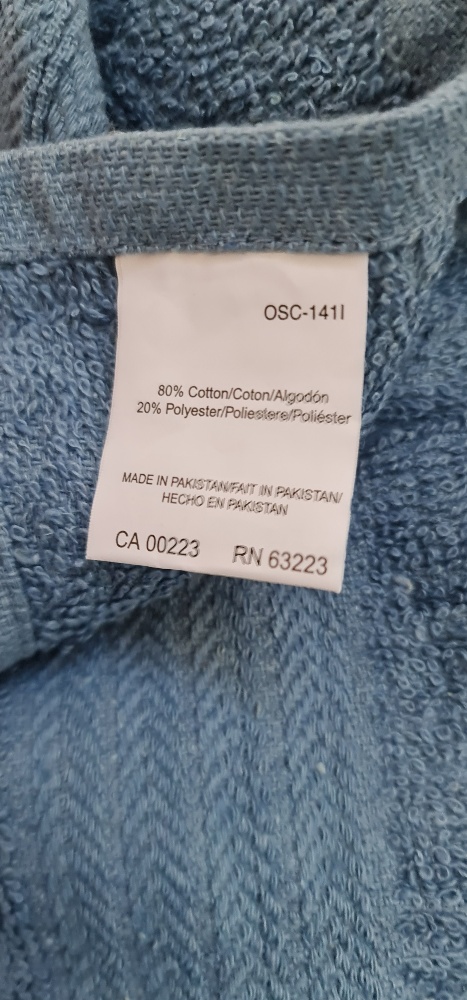 OSC-141I
80% Cotton/Coton/Algodón
20% Polyester/Poliestere/Poliéster
MADE IN PAKISTAN/FAIT IN PAKISTAN/
HECHO EN PAKISTAN
CA 00223 RN 63223